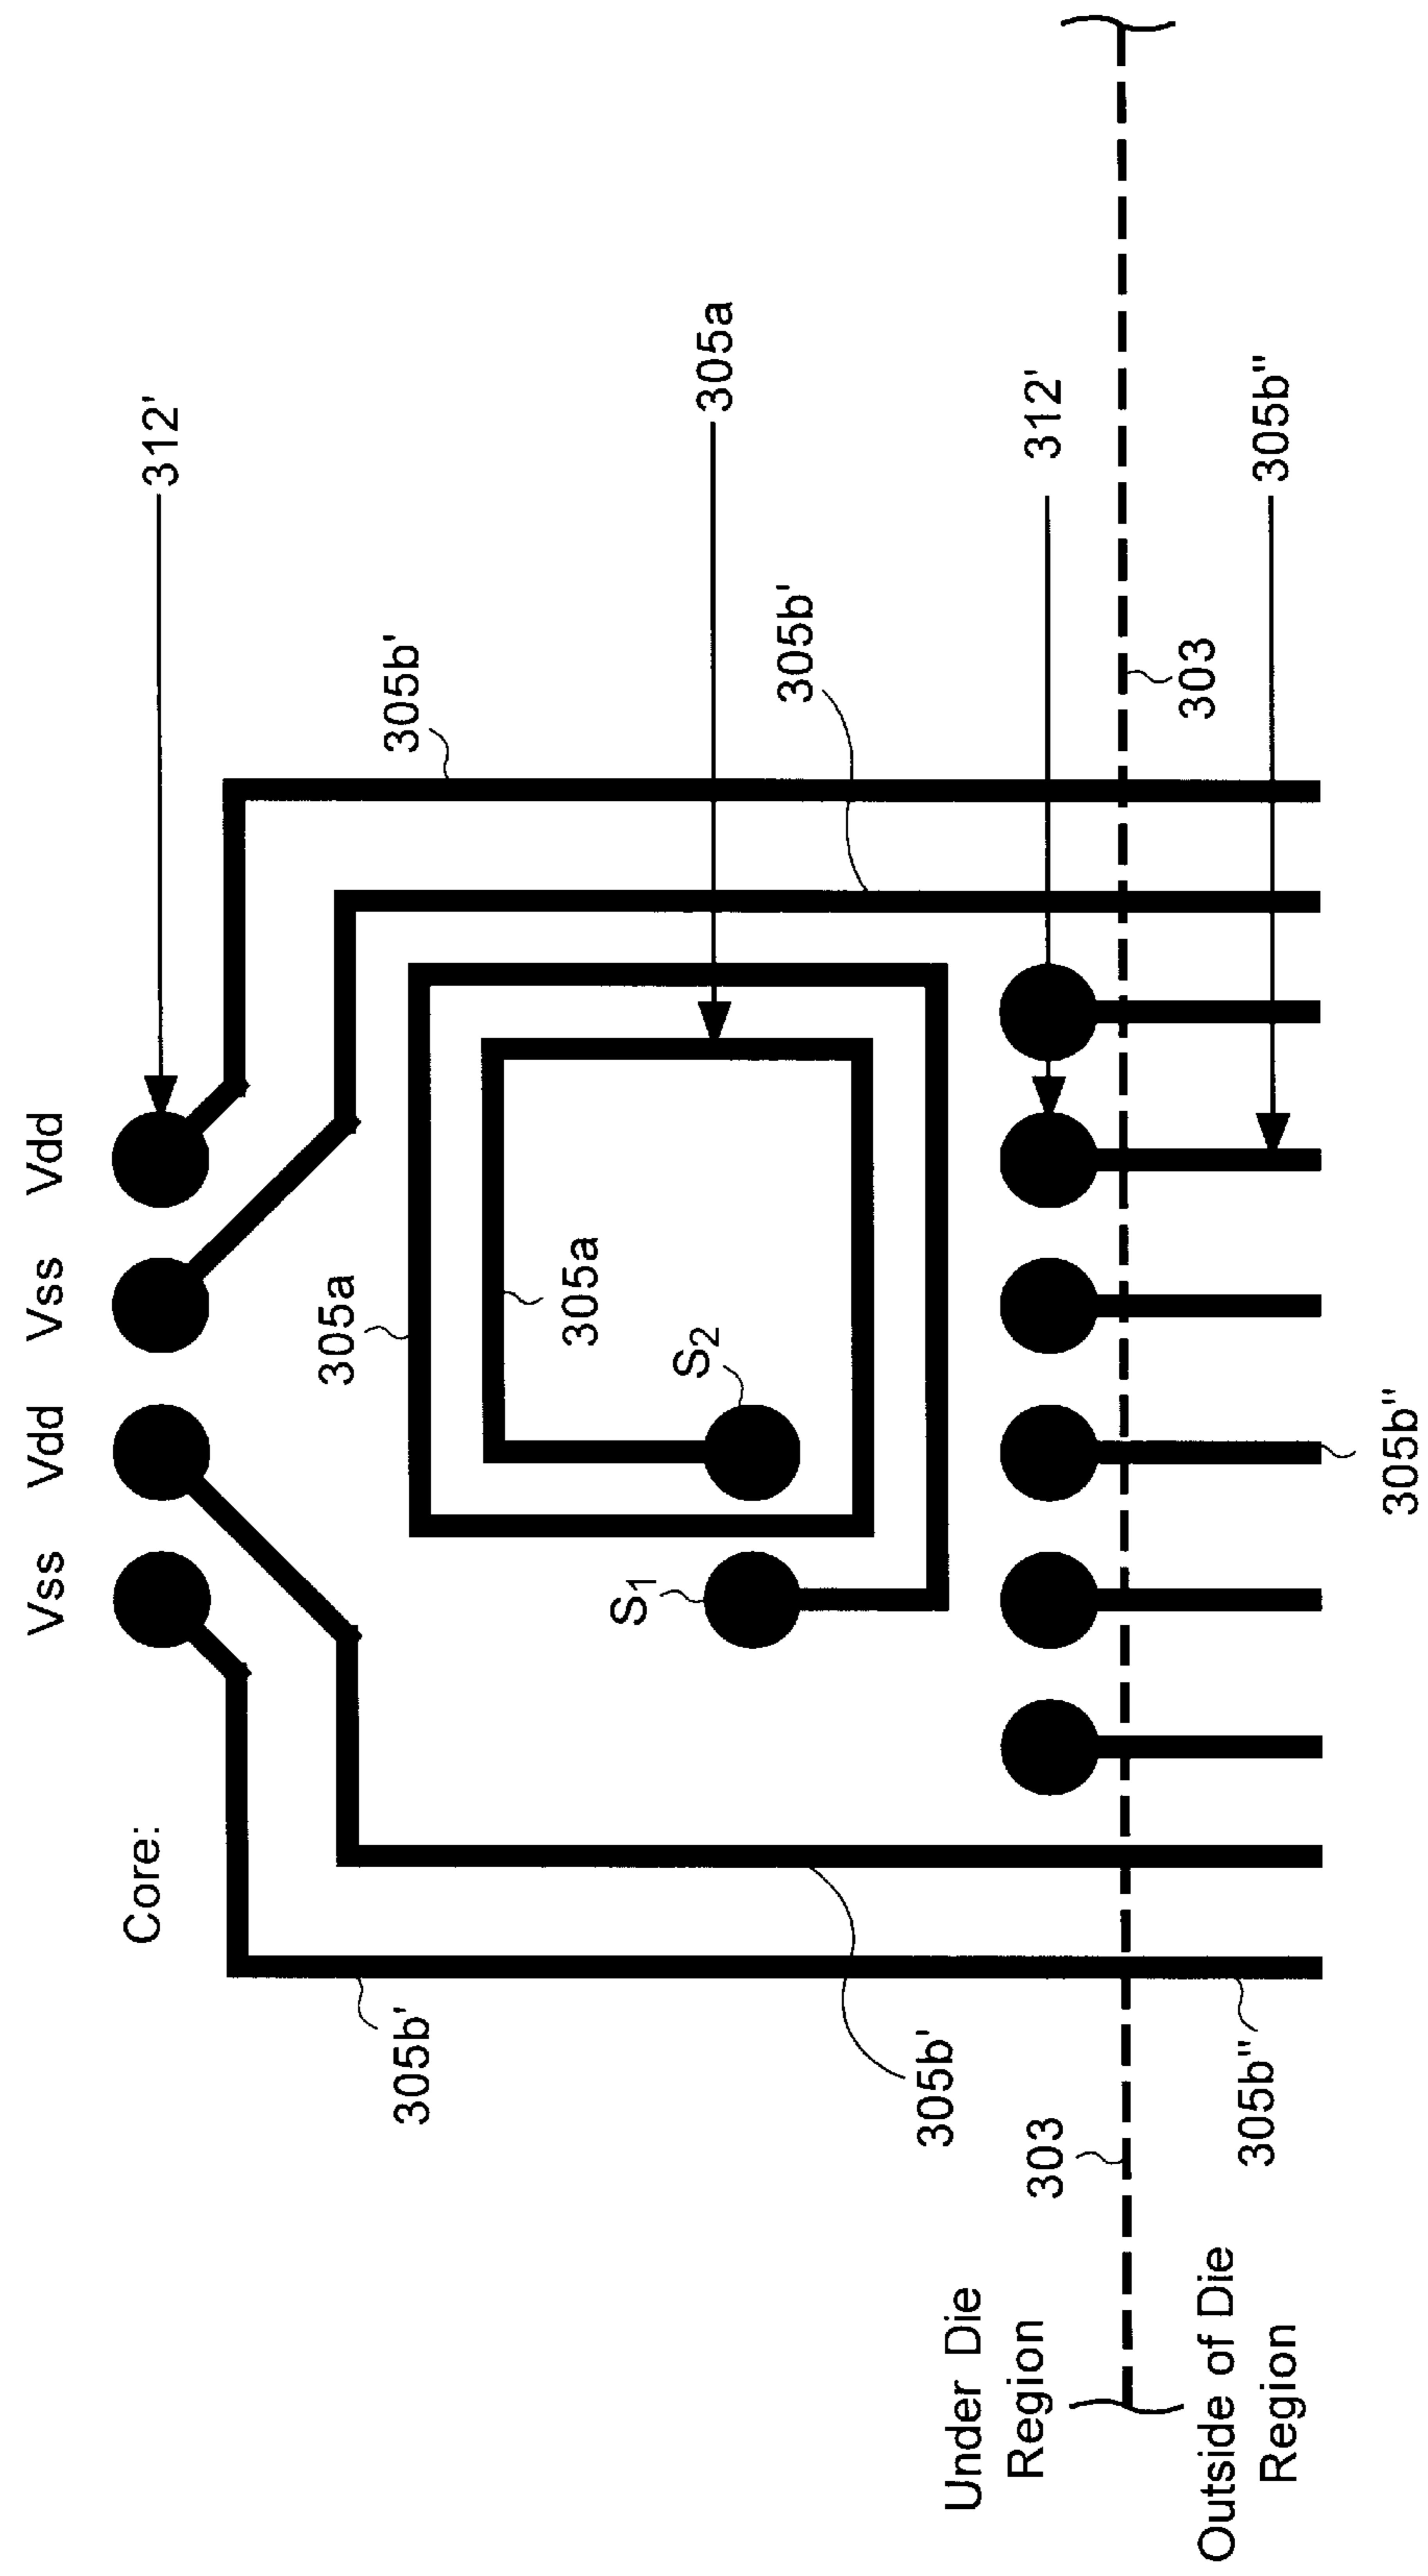 Core:
Vss
Vdd
Vss
Vdd
312'
305b'
305b'
305a
305a
305a
S1
S2
305b'
305b'
312'
303
303
Under Die
Region
Outside of Die
Region
305b"
305b"
305b"